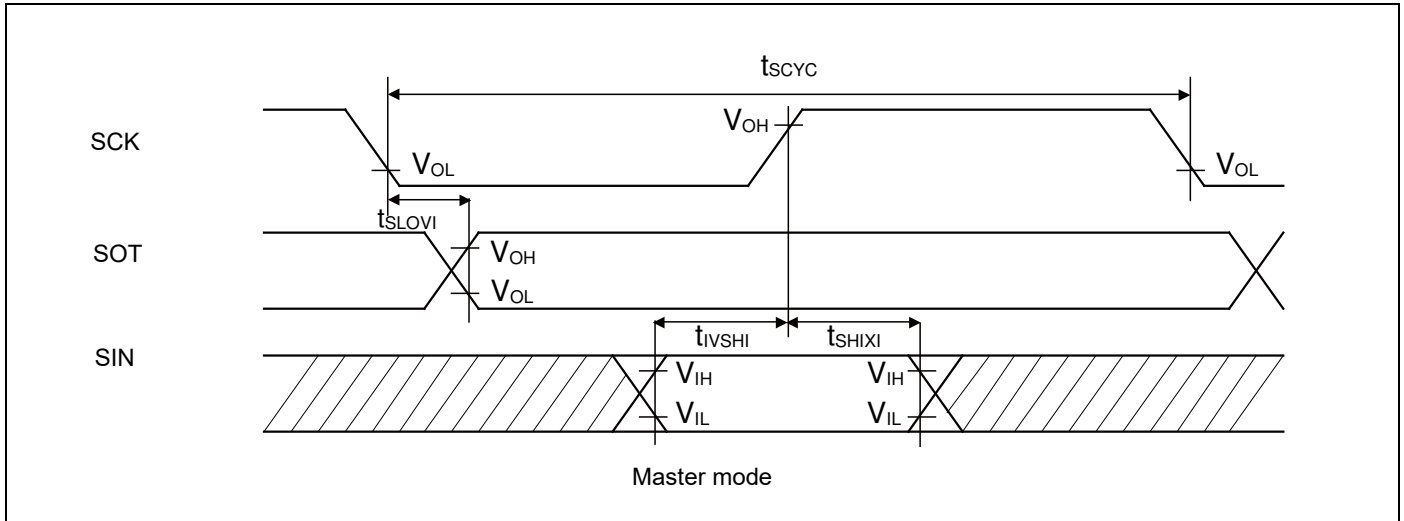 tSCYC
SCK
VOH
VOL
VOL
tSLOVI
SOT
VOH
VOL
tIVSHI
tSHIXI
SIN
VIH
VIH
VIL
VIL
Master mode